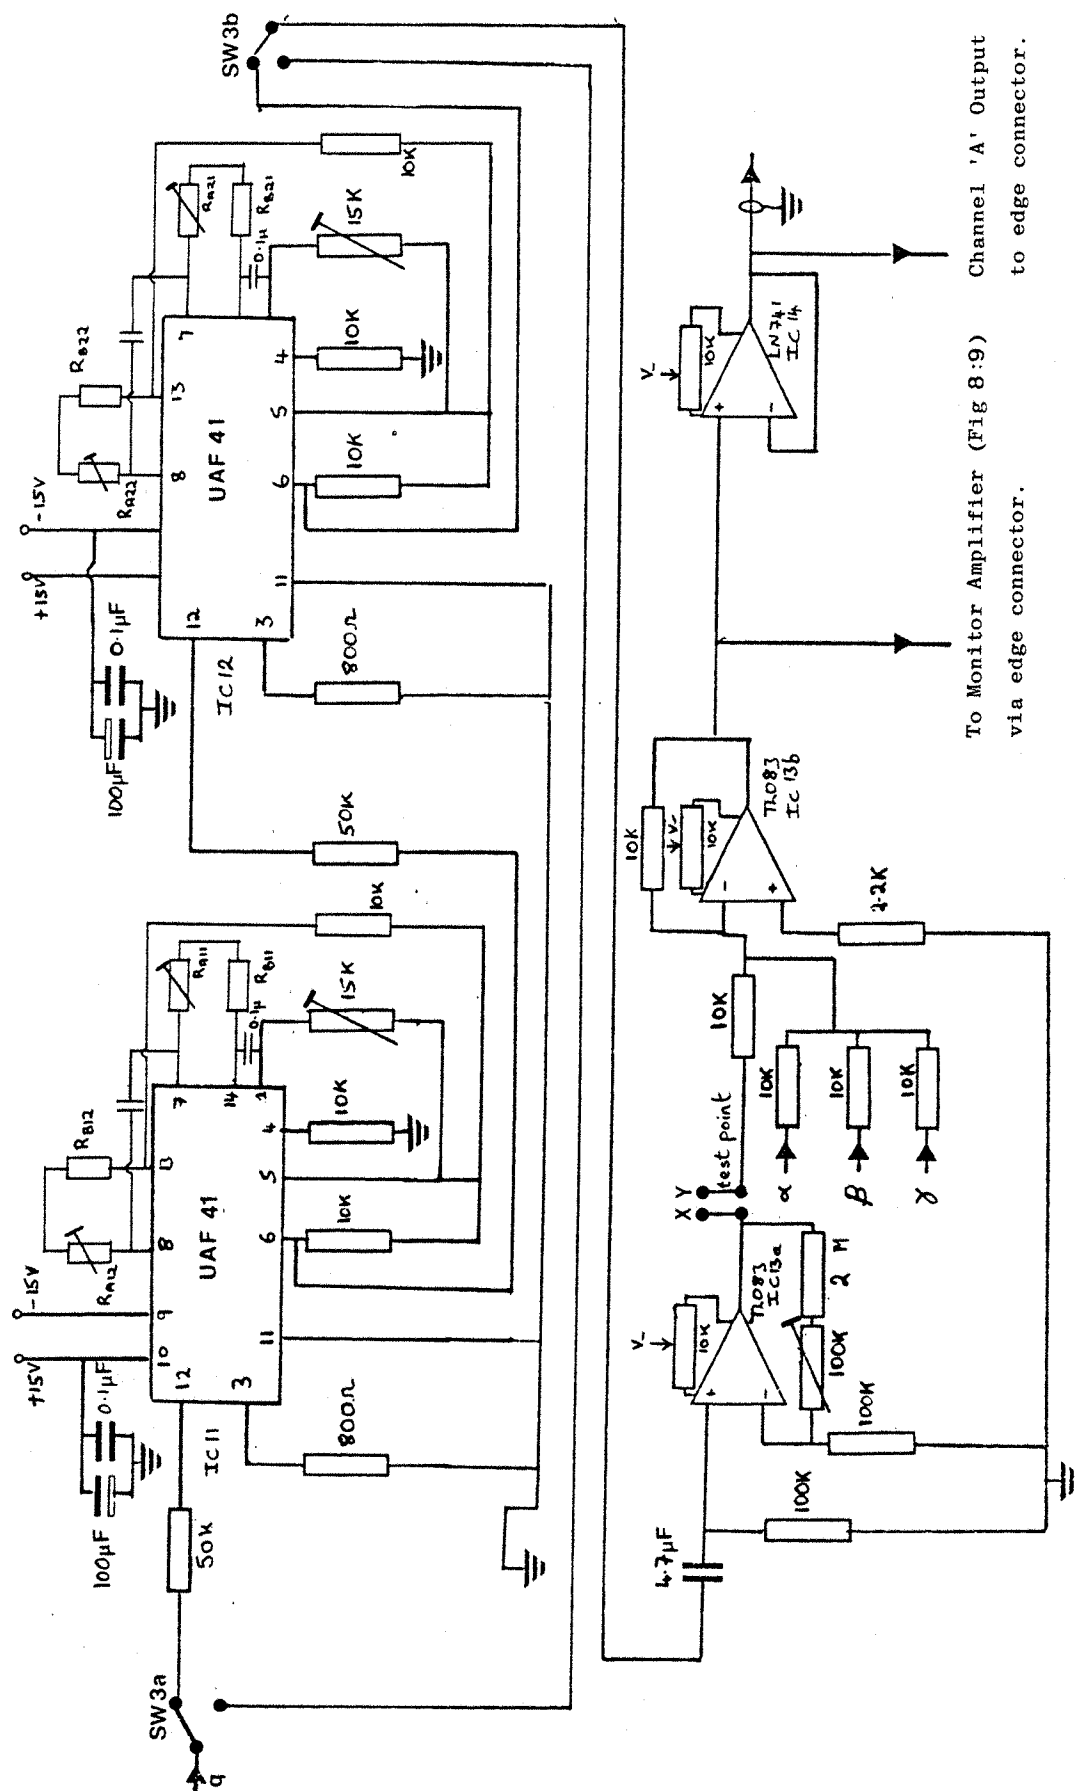 SW3a
q
50K
IC11
100µF
0.1µF
+15V
-15V
10
9
8
13
12
3
11
6
5
4
7
14
1
UAF 41
RA12
RB12
RA11
RB11
0.1µ
800Ω
10K
10K
15K
10K
50K
IC12
100µF
0.1µF
+15V
-15V
8
13
7
12
3
11
6
5
4
UAF 41
RA22
RB22
RA21
RB21
0.1µ
800Ω
10K
10K
15K
10K
SW3b
4.7µF
100K
V-
10K
+
-
TL083
IC13a
100K
100K
2 M
X Y
test point
α
β
γ
10K
10K
10K
10K
10K
V-
10K
-
+
TL083
IC 13b
2.2K
V-
10K
+
-
LN741
IC 14
To Monitor Amplifier (Fig 8:9)
via edge connector.
Channel 'A' Output
to edge connector.